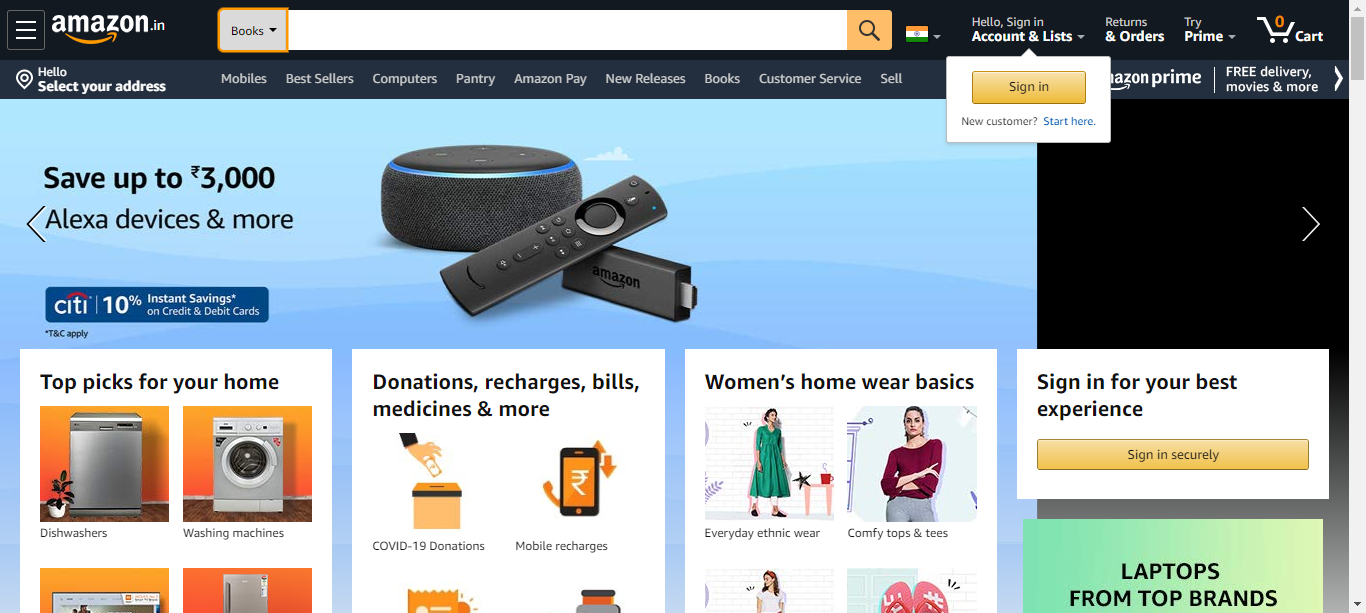 amazon.in
Books
Hello, Sign in
Account & Lists
Returns
& Orders
Try
Prime
0
Cart
Hello
Select your address
Mobiles
Best Sellers
Computers
Pantry
Amazon Pay
New Releases
Books
Customer Service
Sell
prime
FREE delivery,
movies & more
Sign in
New customer? Start here.
Save up to ₹3,000
Alexa devices & more
amazon
citi
10%
Instant Savings*
on Credit & Debit Cards
*T&C apply
Top picks for your home
Dishwashers
Washing machines
Donations, recharges, bills,
medicines & more
₹
COVID-19 Donations
Mobile recharges
Women's home wear basics
Everyday ethnic wear
Comfy tops & tees
Sign in for your best
experience
Sign in securely
LAPTOPS
FROM TOP BRANDS